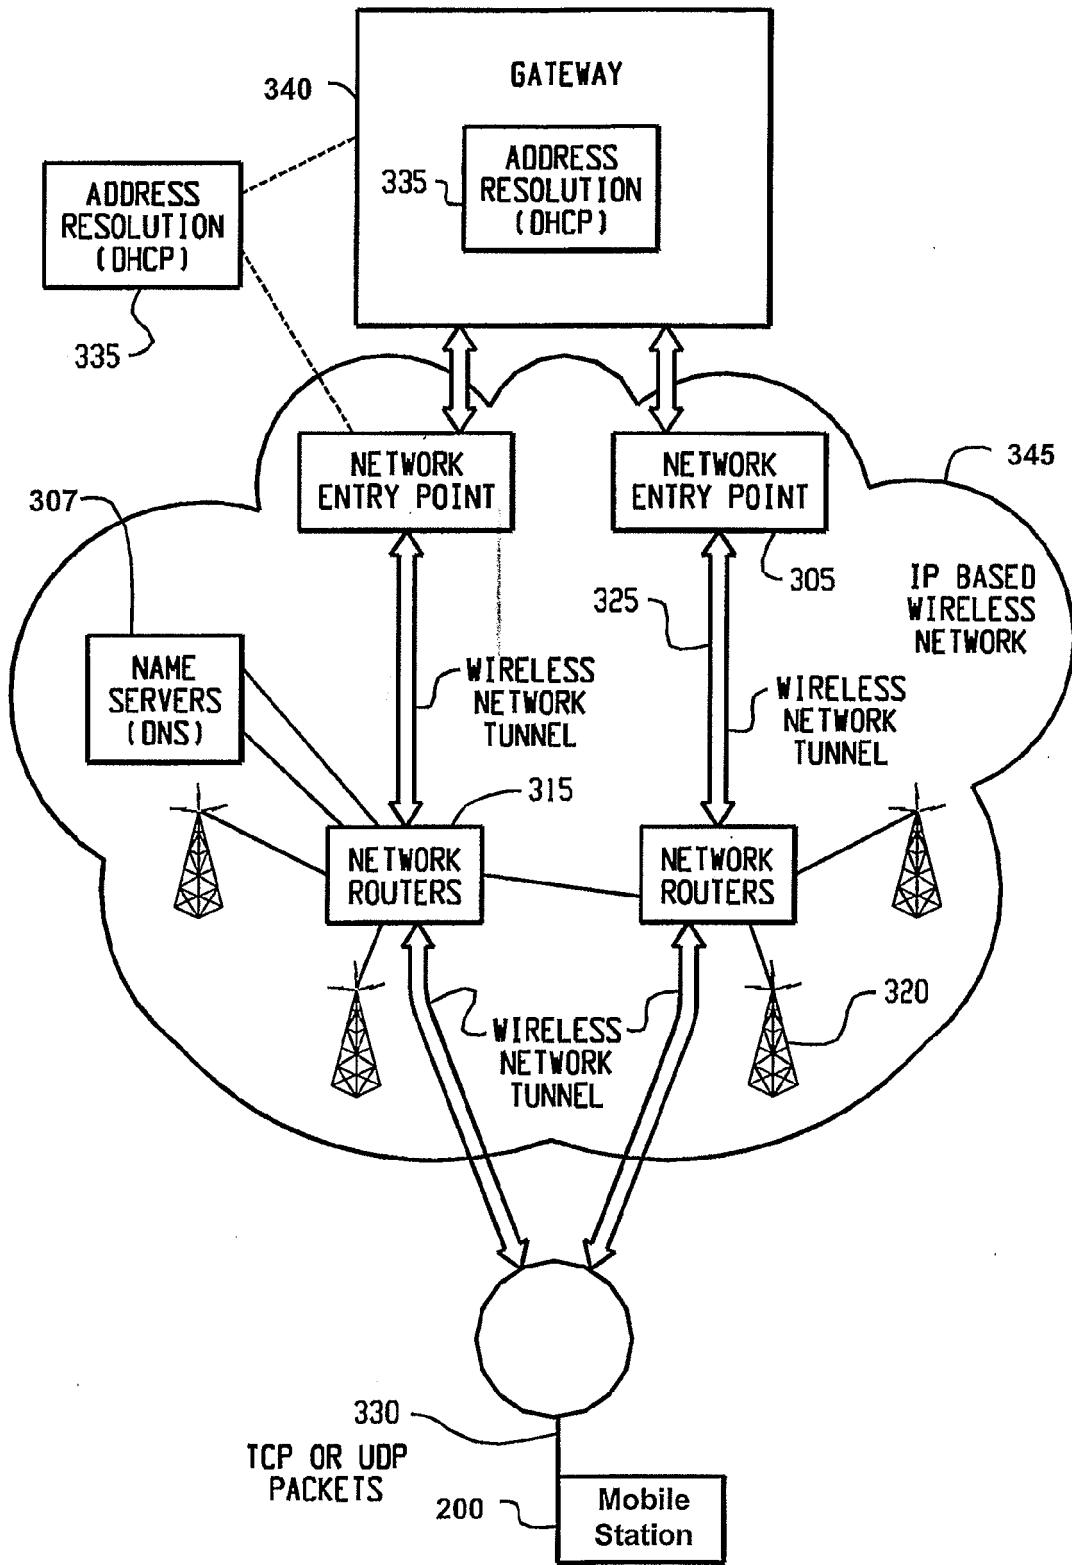 GATEWAY
340
ADDRESS
RESOLUTION
(DHCP)
335
ADDRESS
RESOLUTION
(DHCP)
335
NETWORK
ENTRY POINT
NETWORK
ENTRY POINT
345
307
305
325
IP BASED
WIRELESS
NETWORK
NAME
SERVERS
(DNS)
WIRELESS
NETWORK
TUNNEL
WIRELESS
NETWORK
TUNNEL
315
NETWORK
ROUTERS
NETWORK
ROUTERS
320
WIRELESS
NETWORK
TUNNEL
330
TCP OR UDP
PACKETS
200
Mobile
Station